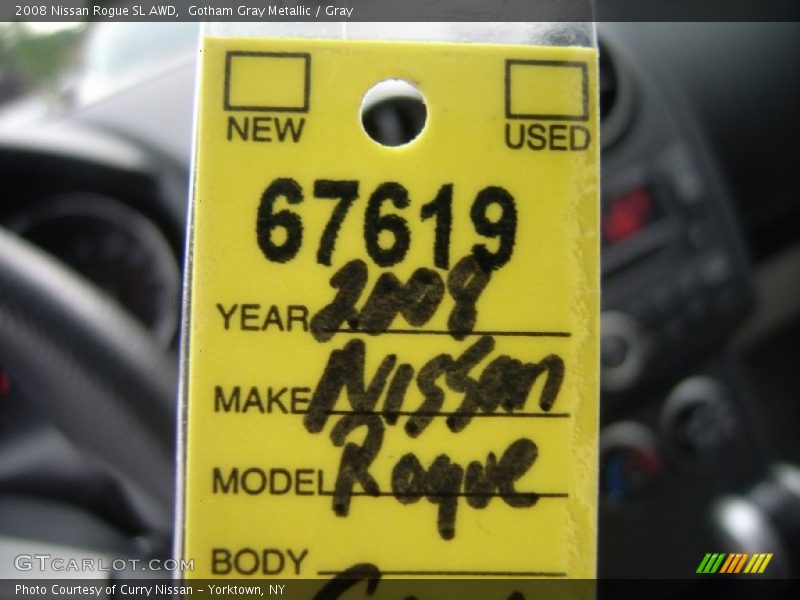 2008 Nissan Rogue SL AWD,  Gotham Gray Metallic / Gray
NEW USED
67619
YEAR 2008
MAKE Nissan
MODEL Rogue
BODY
GTCARLOT.COM
Photo Courtesy of Curry Nissan - Yorktown, NY